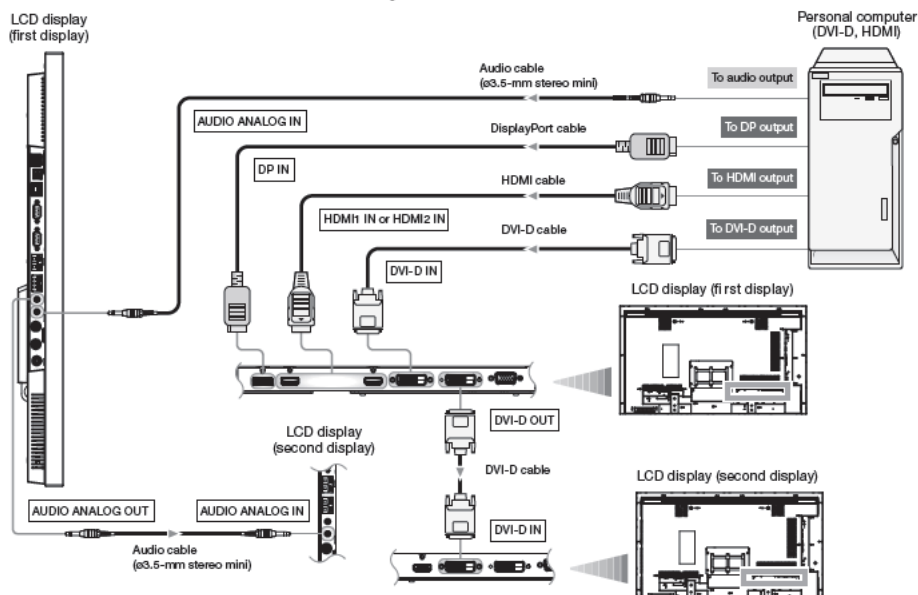 LCD display
(first display)
Personal computer
(DVI-D, HDMI)
Audio cable
(ø3.5-mm stereo mini)
To audio output
AUDIO ANALOG IN
DisplayPort cable
To DP output
DP IN
HDMI cable
To HDMI output
HDMI1 IN or HDMI2 IN
DVI-D cable
To DVI-D output
DVI-D IN
LCD display (fi rst display)
DVI-D OUT
LCD display
(second display)
DVI-D cable
LCD display (second display)
AUDIO ANALOG OUT
AUDIO ANALOG IN
DVI-D IN
Audio cable
(ø3.5-mm stereo mini)